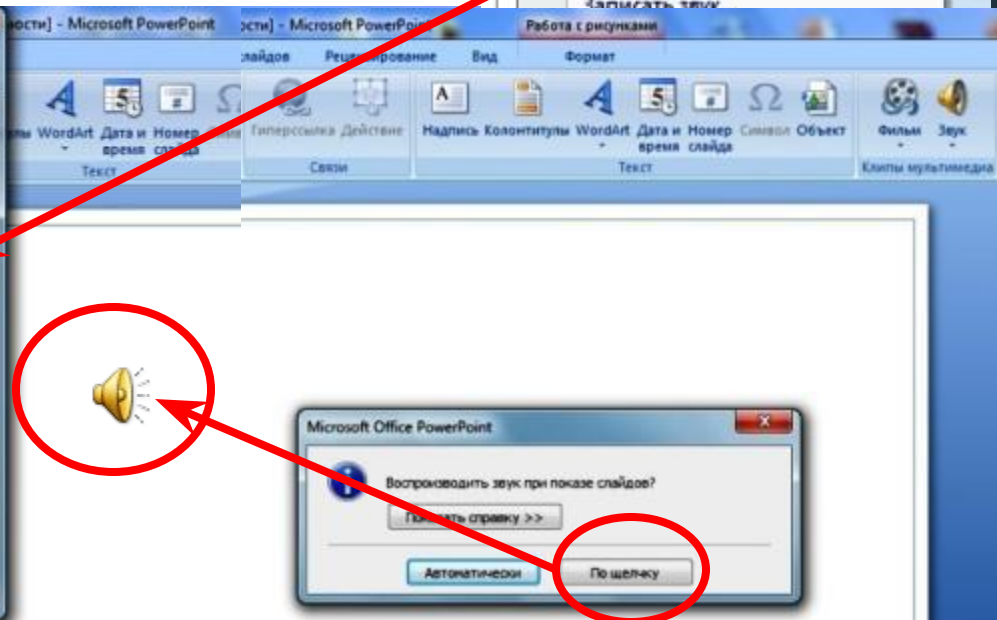 Записать звук...
ности] - Microsoft PowerPoint
ости] - Microsoft PowerPoint
Работа с рисунками
лайдов Рецензирование Вид Формат
WordArt Дата и время Номер слайда
Текст
Гиперссылка Действие
Связи
Надпись Колонтитулы WordArt Дата и время Номер слайда Символ Объект
Текст
Фильм Звук
Клипы мультимедиа
Microsoft Office PowerPoint
Воспроизводить звук при показе слайдов?
Показать справку >>
Автоматически По щелчку